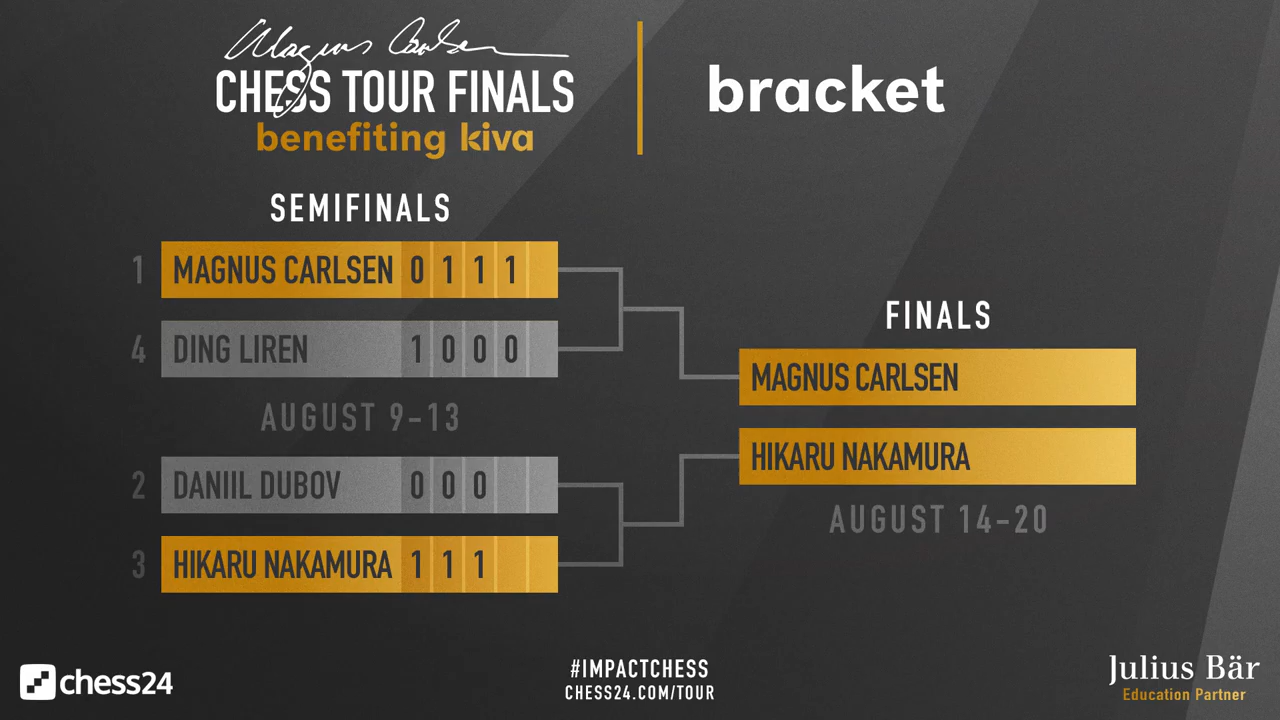 Magnus Carlsen
CHESS TOUR FINALS
benefiting kiva
bracket
SEMIFINALS
1 MAGNUS CARLSEN 0 1 1 1
4 DING LIREN 1 0 0 0
AUGUST 9-13
2 DANIIL DUBOV 0 0 0
3 HIKARU NAKAMURA 1 1 1
FINALS
MAGNUS CARLSEN
HIKARU NAKAMURA
AUGUST 14-20
chess24
#IMPACTCHESS
CHESS24.COM/TOUR
Julius Bär
Education Partner